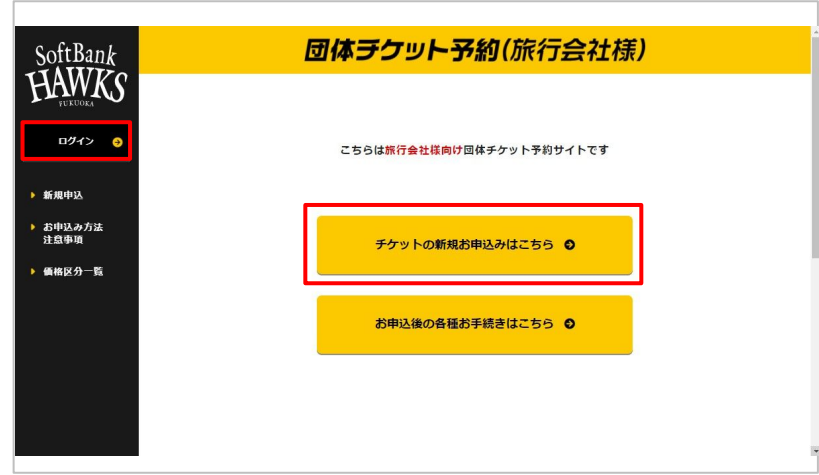 SoftBank
HAWKS
FUKUOKA
ログイン
新規申込
お申込み方法
注意事項
価格区分一覧
団体チケット予約(旅行会社様)
こちらは旅行会社様向け団体チケット予約サイトです
チケットの新規お申込みはこちら
お申込後の各種お手続きはこちら